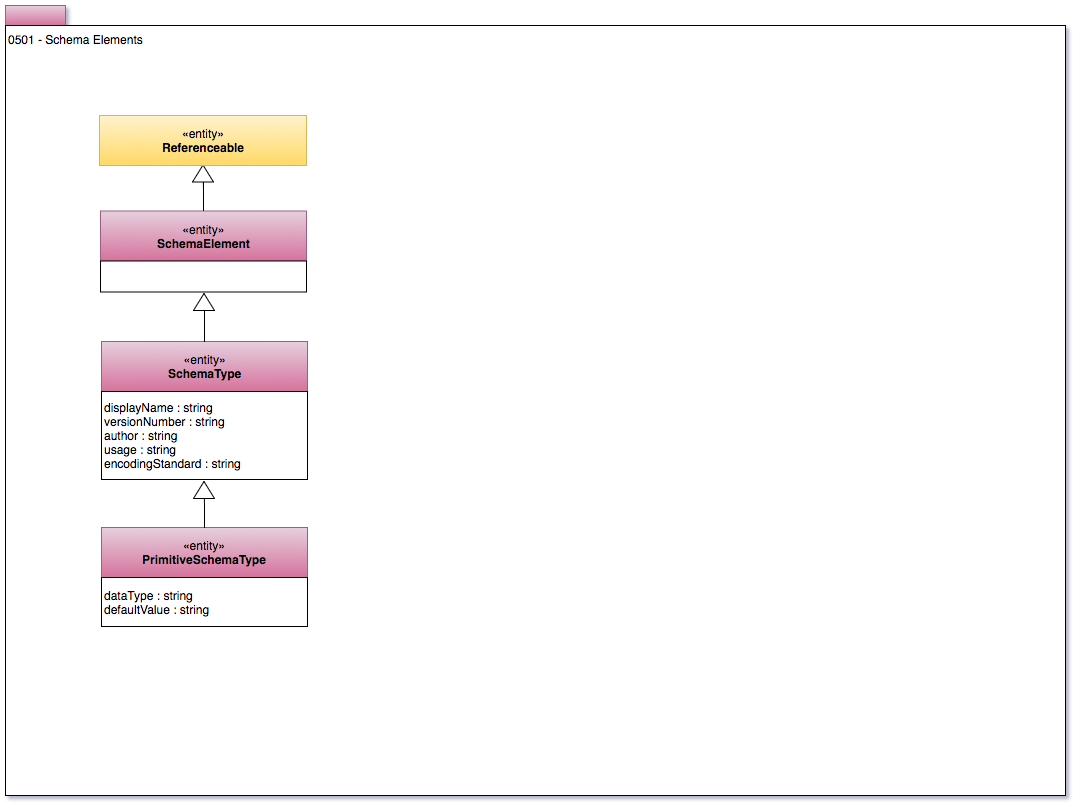 0501 - Schema Elements
«entity»
Referenceable
«entity»
SchemaElement
«entity»
SchemaType
displayName : string
versionNumber : string
author : string
usage : string
encodingStandard : string
«entity»
PrimitiveSchemaType
dataType : string
defaultValue : string